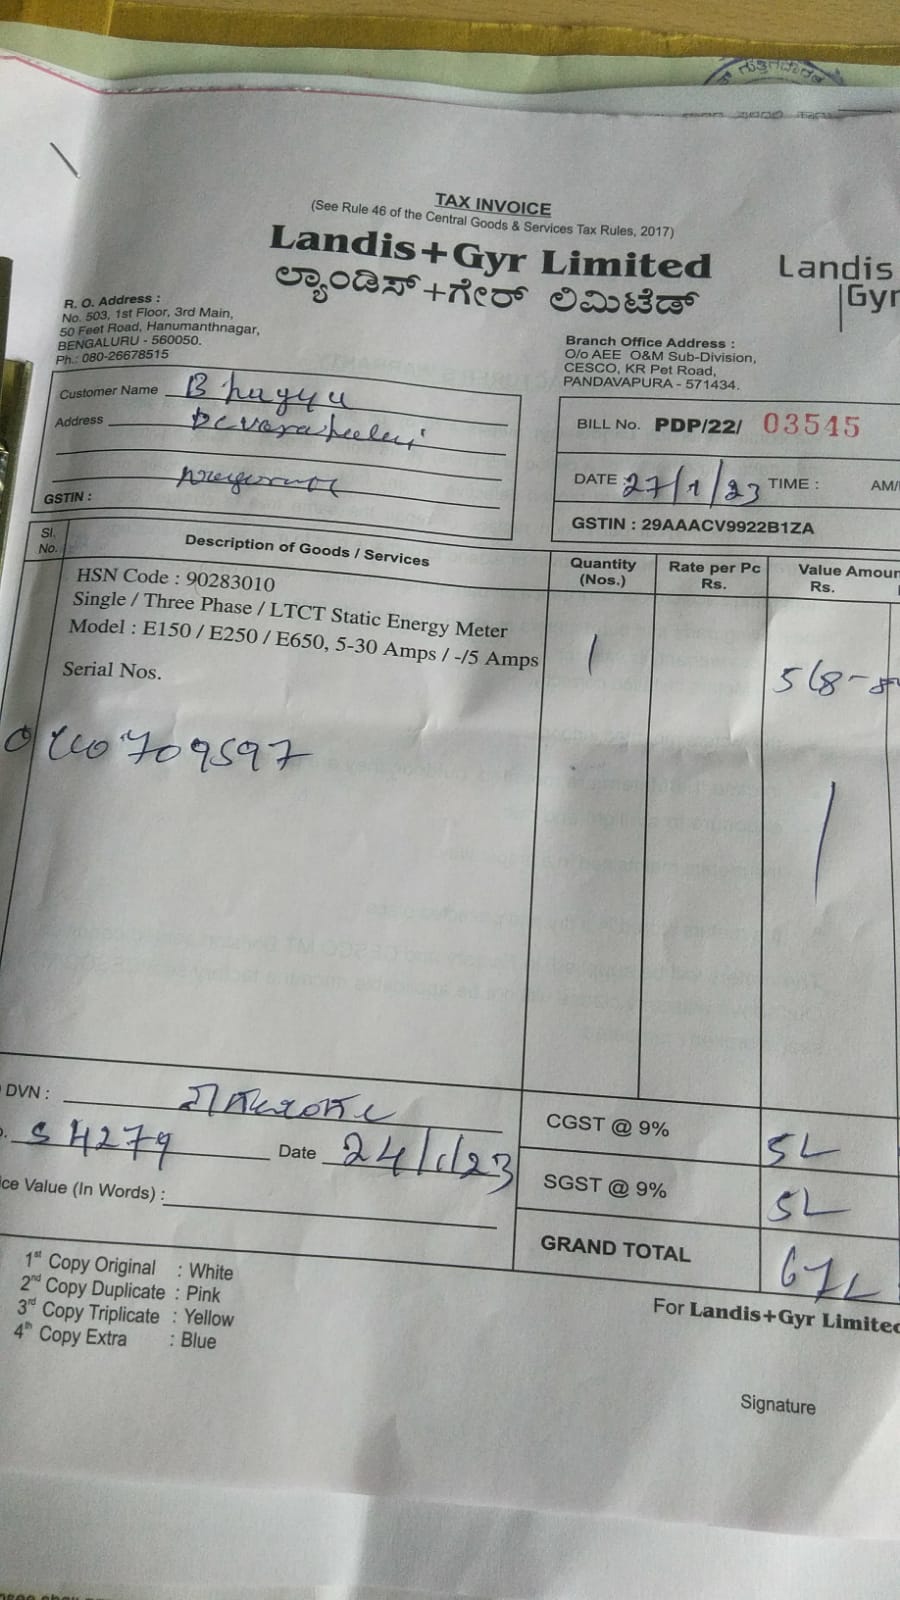 TAX INVOICE
(See Rule 46 of the Central Goods & Services Tax Rules, 2017)
Landis+Gyr Limited
ಲ್ಯಾಂಡಿಸ್+ಗೇರ್ ಲಿಮಿಟೆಡ್
Landis
Gyr
R. O. Address :
No. 503, 1st Floor, 3rd Main,
50 Feet Road, Hanumanthnagar,
BENGALURU - 560050.
Ph.: 080-26678515
Branch Office Address :
O/o AEE O&M Sub-Division,
CESCO, KR Pet Road,
PANDAVAPURA - 571434.
Customer Name Bhagya
Address
GSTIN :
BILL No. PDP/22/ 03545
DATE : 27/1/23 TIME : AM/
GSTIN : 29AAACV9922B1ZA
Sl. No. Description of Goods / Services Quantity (Nos.) Rate per Pc Rs. Value Amoun Rs.
HSN Code : 90283010
Single / Three Phase / LTCT Static Energy Meter
Model : E150 / E250 / E650, 5-30 Amps / -/5 Amps 1 568-8
Serial Nos.
709597
DVN :
S 4279 Date 24/1/23
ce Value (In Words) :
CGST @ 9%
SGST @ 9%
GRAND TOTAL
1st Copy Original : White
2nd Copy Duplicate : Pink
3rd Copy Triplicate : Yellow
4th Copy Extra : Blue
For Landis+Gyr Limited
Signature